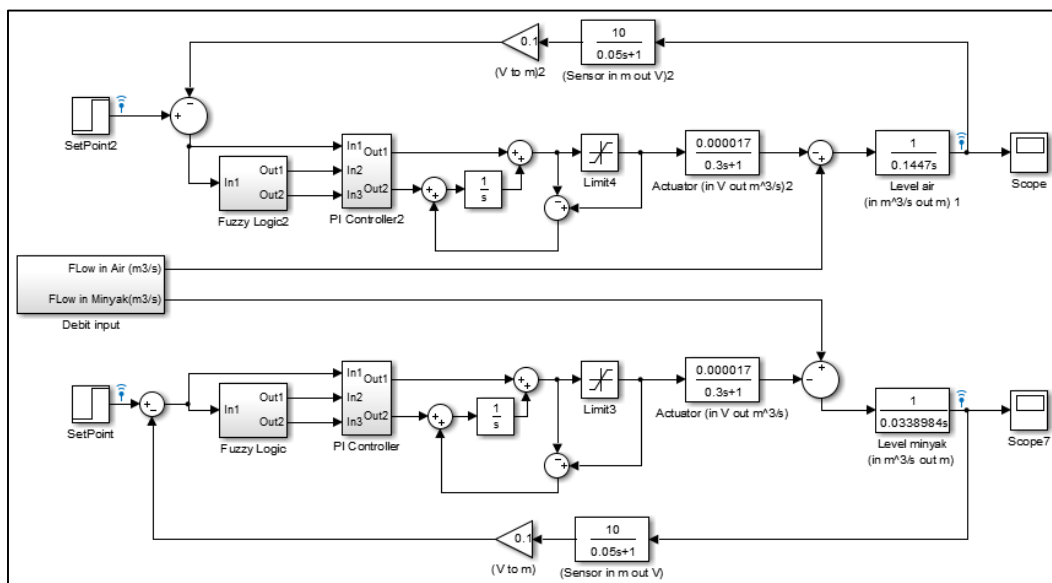 0.1
(V to m)2
10
0.05s+1
(Sensor in m out V)2
SetPoint2
In1
Out1
Out2
Fuzzy Logic2
In1
In2
In3
Out1
Out2
PI Controller2
1
s
Limit4
0.000017
0.3s+1
Actuator (in V out m^3/s)2
1
0.1447s
Level air
(in m^3/s out m) 1
Scope
FLow in Air (m3/s)
FLow in Minyak(m3/s)
Debit input
SetPoint
In1
Out1
Out2
Fuzzy Logic
In1
In2
In3
Out1
Out2
PI Controller
1
s
Limit3
0.000017
0.3s+1
Actuator (in V out m^3/s)
1
0.0338984s
Level minyak
(in m^3/s out m)
Scope7
0.1
(V to m)
10
0.05s+1
(Sensor in m out V)